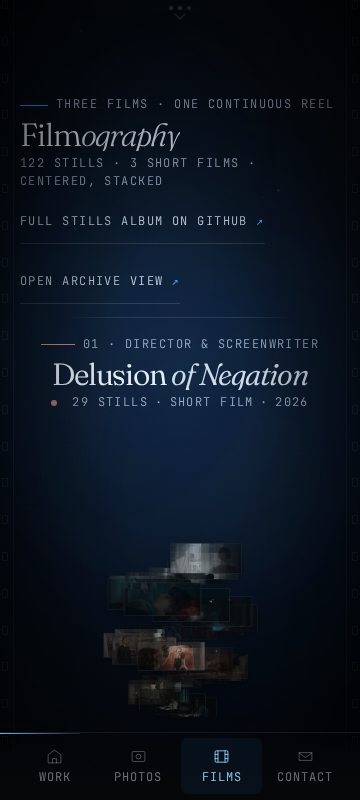 THREE FILMS · ONE CONTINUOUS REEL
Filmography
122 STILLS · 3 SHORT FILMS ·
CENTERED, STACKED
FULL STILLS ALBUM ON GITHUB ↗
OPEN ARCHIVE VIEW ↗
01 · DIRECTOR & SCREENWRITER
Delusion of Negation
29 STILLS · SHORT FILM · 2026
WORK PHOTOS FILMS CONTACT